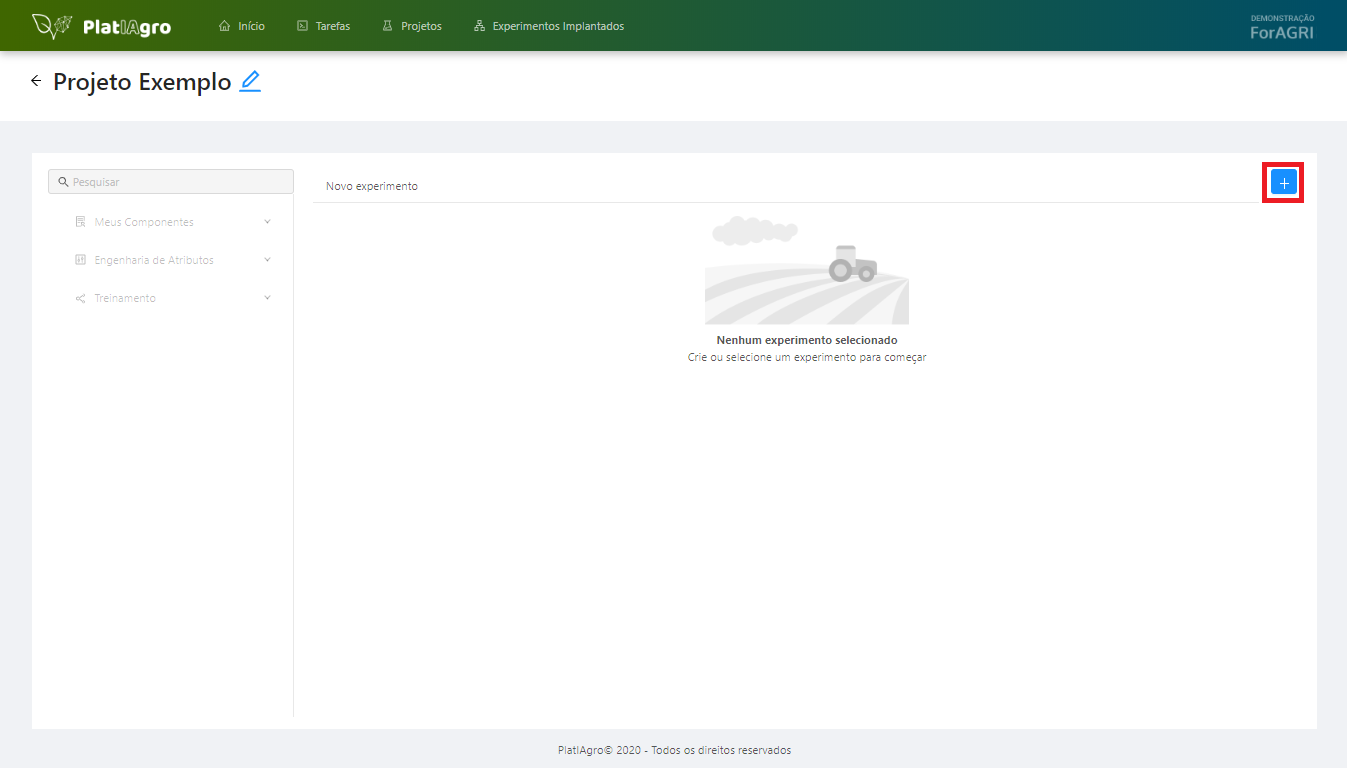 PlatIAgro
Início
Tarefas
Projetos
Experimentos Implantados
DEMONSTRAÇÃO
ForAGRI
Projeto Exemplo
Pesquisar
Novo experimento
Meus Componentes
Engenharia de Atributos
Treinamento
Nenhum experimento selecionado
Crie ou selecione um experimento para começar
PlatIAgro© 2020 - Todos os direitos reservados